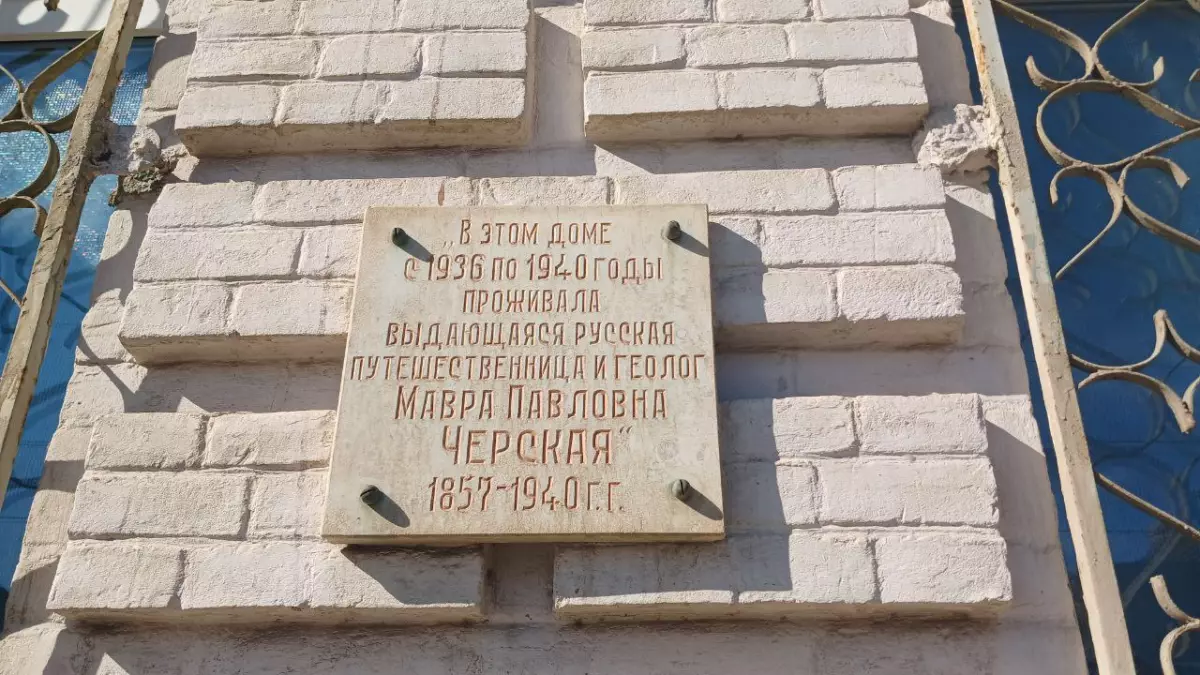 „В ЭТОМ ДОМЕ
с 1936 по 1940 годы
ПРОЖИВАЛА
ВЫДАЮЩАЯСЯ РУССКАЯ
ПУТЕШЕСТВЕННИЦА И ГЕОЛОГ
МАВРА ПАВЛОВНА
ЧЕРСКАЯ“
1857-1940 г.г.